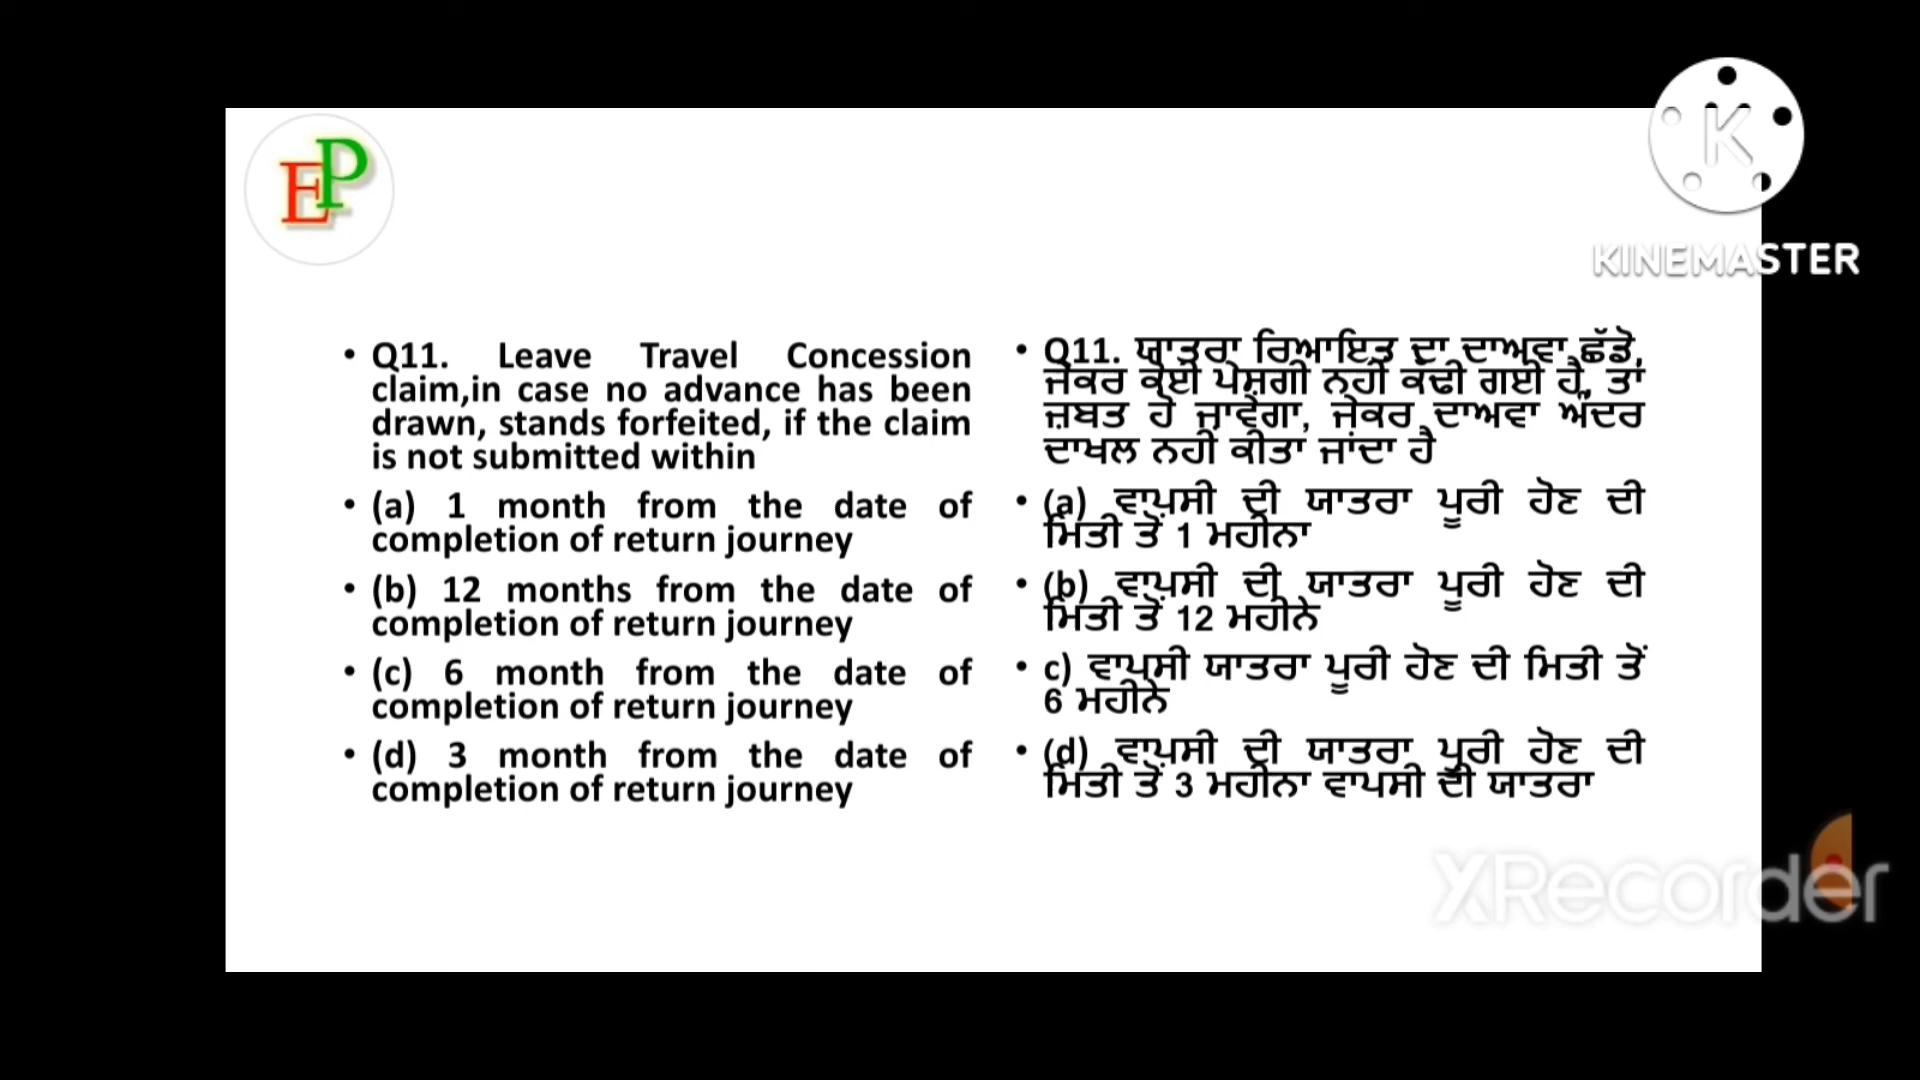 EP
K
KINEMASTER
• Q11. Leave Travel Concession
claim,in case no advance has been
drawn, stands forfeited, if the claim
is not submitted within
• (a) 1 month from the date of
completion of return journey
• (b) 12 months from the date of
completion of return journey
• (c) 6 month from the date of
completion of return journey
• (d) 3 month from the date of
completion of return journey
• Q11. ਯਾਤਰਾ ਰਿਆਇਤ ਦਾ ਦਾਅਵਾ ਛੱਡੋ,
ਜੇਕਰ ਕੋਈ ਪੇਸ਼ਗੀ ਨਹੀਂ ਕਢੀ ਗਈ ਹੈ, ਤਾਂ
ਜ਼ਬਤ ਹੋ ਜਾਵੇਗਾ, ਜੇਕਰ ਦਾਅਵਾ ਅੰਦਰ
ਦਾਖਲ ਨਹੀਂ ਕੀਤਾ ਜਾਂਦਾ ਹੈ
• (a) ਵਾਪਸੀ ਦੀ ਯਾਤਰਾ ਪੂਰੀ ਹੋਣ ਦੀ
ਮਿਤੀ ਤੋਂ 1 ਮਹੀਨਾ
• (b) ਵਾਪਸੀ ਦੀ ਯਾਤਰਾ ਪੂਰੀ ਹੋਣ ਦੀ
ਮਿਤੀ ਤੋਂ 12 ਮਹੀਨੇ
• c) ਵਾਪਸੀ ਯਾਤਰਾ ਪੂਰੀ ਹੋਣ ਦੀ ਮਿਤੀ ਤੋਂ
6 ਮਹੀਨੇ
• (d) ਵਾਪਸੀ ਦੀ ਯਾਤਰਾ ਪੂਰੀ ਹੋਣ ਦੀ
ਮਿਤੀ ਤੋਂ 3 ਮਹੀਨਾ ਵਾਪਸੀ ਦੀ ਯਾਤਰਾ
XRecorder